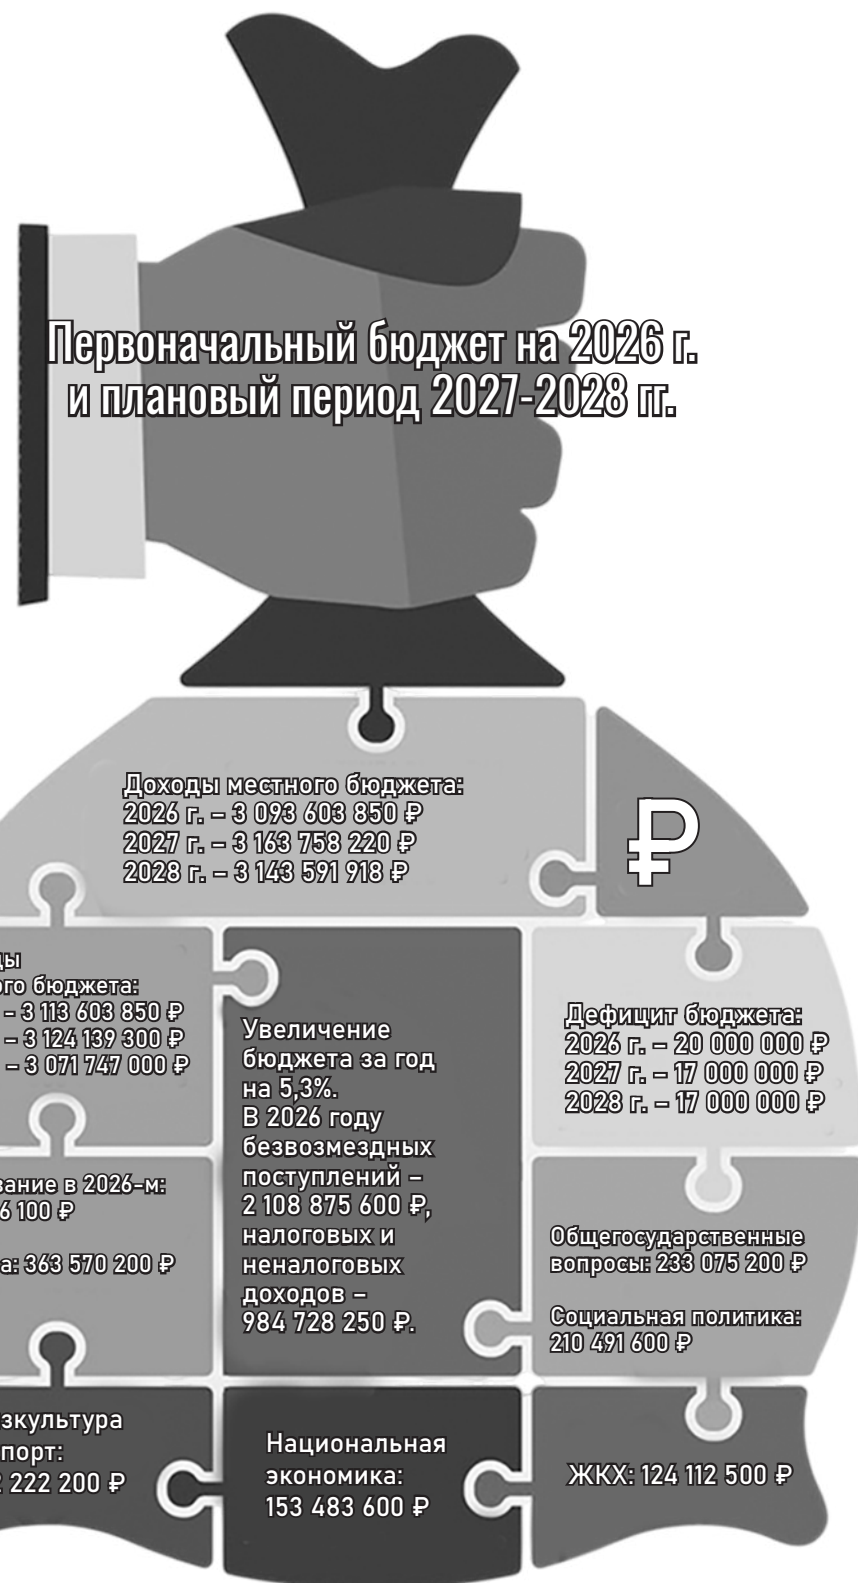 Первоначальный бюджет на 2026 г.
и плановый период 2027-2028 гг.
Доходы местного бюджета:
2026 г. – 3 093 603 850 ₽
2027 г. – 3 163 758 220 ₽
2028 г. – 3 143 591 918 ₽
₽
бюджета:
– 3 113 603 850 ₽
– 3 124 139 300 ₽
– 3 071 747 000 ₽
Увеличение
бюджета за год
на 5,3%.
В 2026 году
безвозмездных
поступлений –
2 108 875 600 ₽,
налоговых и
неналоговых
доходов –
984 728 250 ₽.
Дефицит бюджета:
2026 г. – 20 000 000 ₽
2027 г. – 17 000 000 ₽
2028 г. – 17 000 000 ₽
в 2026-м:
100 ₽
363 570 200 ₽
Общегосударственные
вопросы: 233 075 200 ₽
Социальная политика:
210 491 600 ₽
222 200 ₽
Национальная
экономика:
153 483 600 ₽
ЖКХ: 124 112 500 ₽